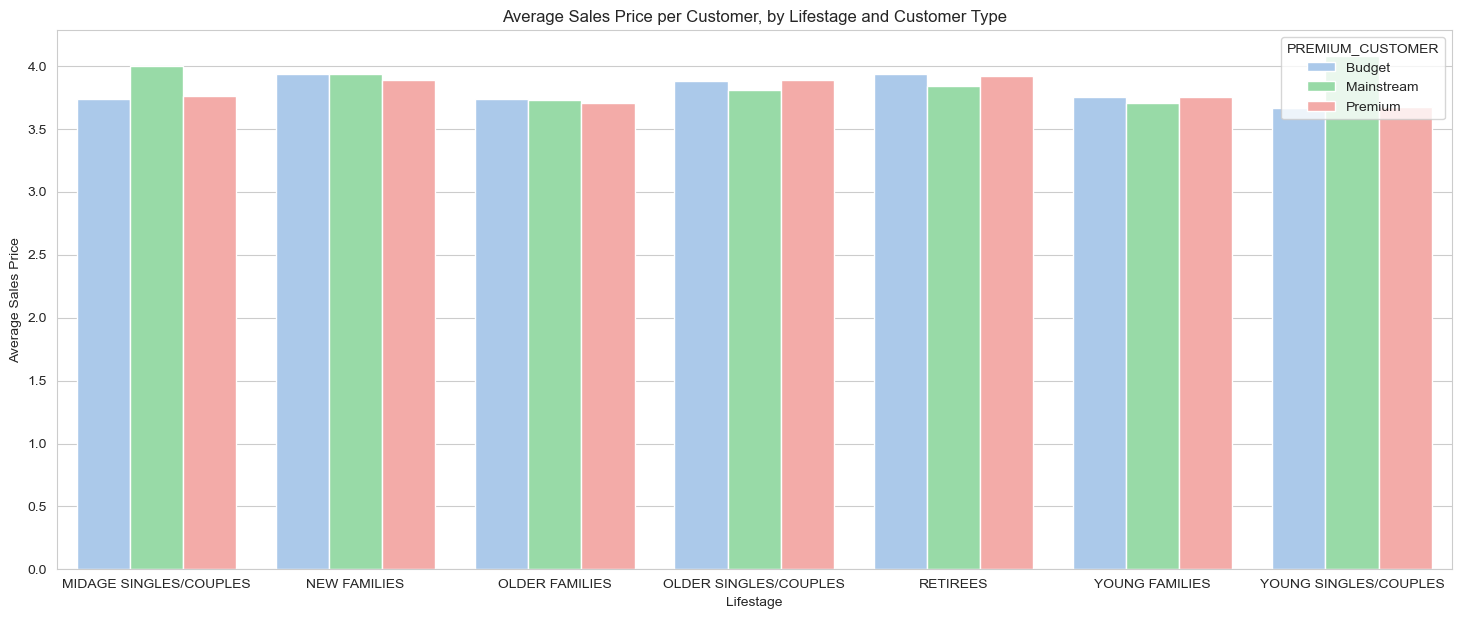 Average Sales Price per Customer, by Lifestage and Customer Type
PREMIUM_CUSTOMER
Budget
Mainstream
Premium
Average Sales Price
4.0
3.5
3.0
2.5
2.0
1.5
1.0
0.5
0.0
MIDAGE SINGLES/COUPLES NEW FAMILIES OLDER FAMILIES OLDER SINGLES/COUPLES RETIREES YOUNG FAMILIES YOUNG SINGLES/COUPLES
Lifestage